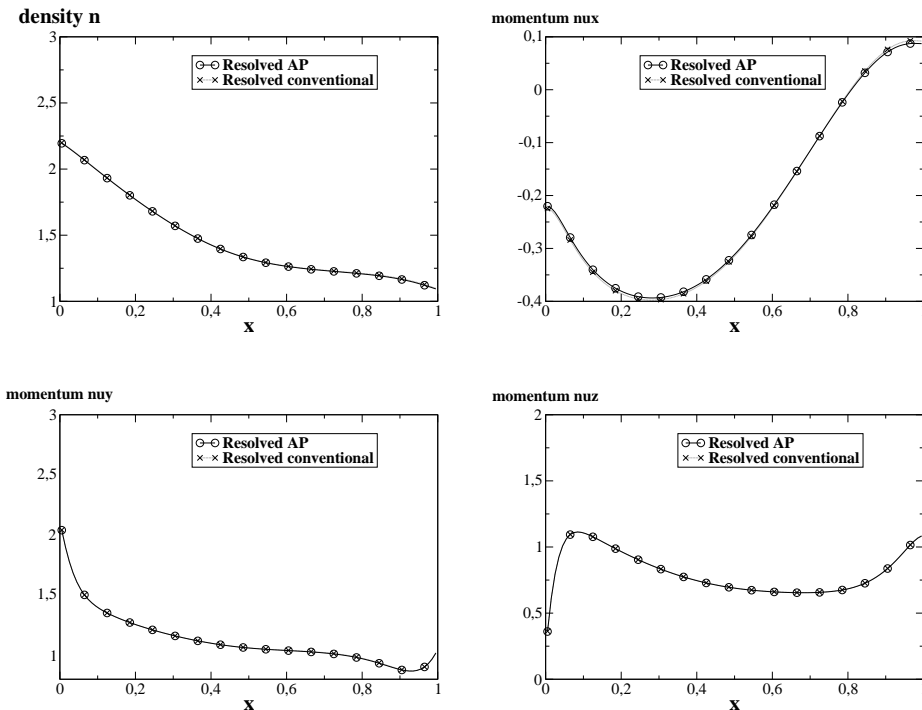 density n
3
2,5
2
1,5
1
0
0,2
0,4
0,6
0,8
1
x
Resolved AP
Resolved conventional
momentum nux
0,1
0
-0,1
-0,2
-0,3
-0,4
0
0,2
0,4
0,6
0,8
x
Resolved AP
Resolved conventional
momentum nuy
3
2,5
2
1,5
1
0
0,2
0,4
0,6
0,8
1
x
Resolved AP
Resolved conventional
momentum nuz
2
1,5
1
0,5
0
0
0,2
0,4
0,6
0,8
x
Resolved AP
Resolved conventional